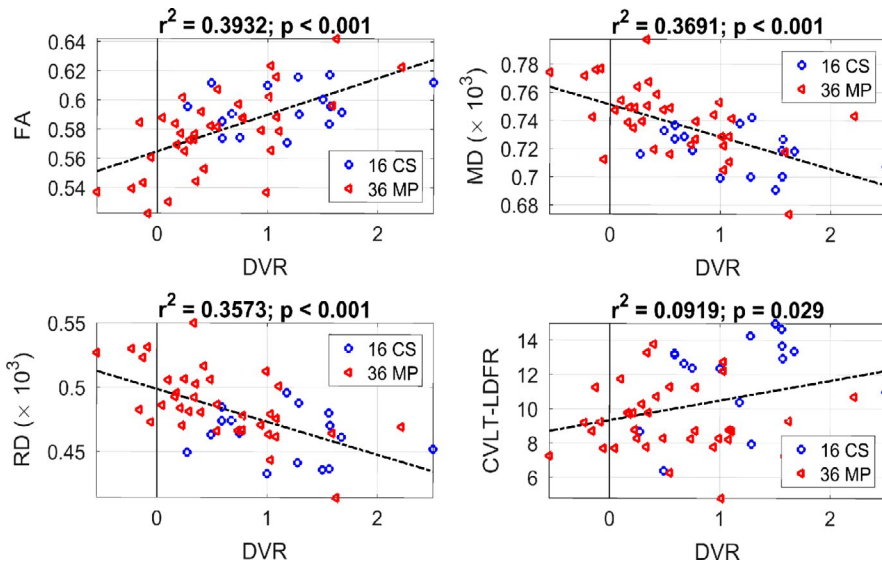 r² = 0.3932; p < 0.001
0.64
0.62
0.6
0.58
0.56
0.54
FA
16 CS
36 MP
0 1 2
DVR
r² = 0.3691; p < 0.001
0.78
0.76
0.74
0.72
0.7
0.68
MD (× 10³)
16 CS
36 MP
0 1 2
DVR
r² = 0.3573; p < 0.001
0.55
0.5
0.45
RD (× 10³)
16 CS
36 MP
0 1 2
DVR
r² = 0.0919; p = 0.029
14
12
10
8
6
CVLT-LDFR
16 CS
36 MP
0 1 2
DVR